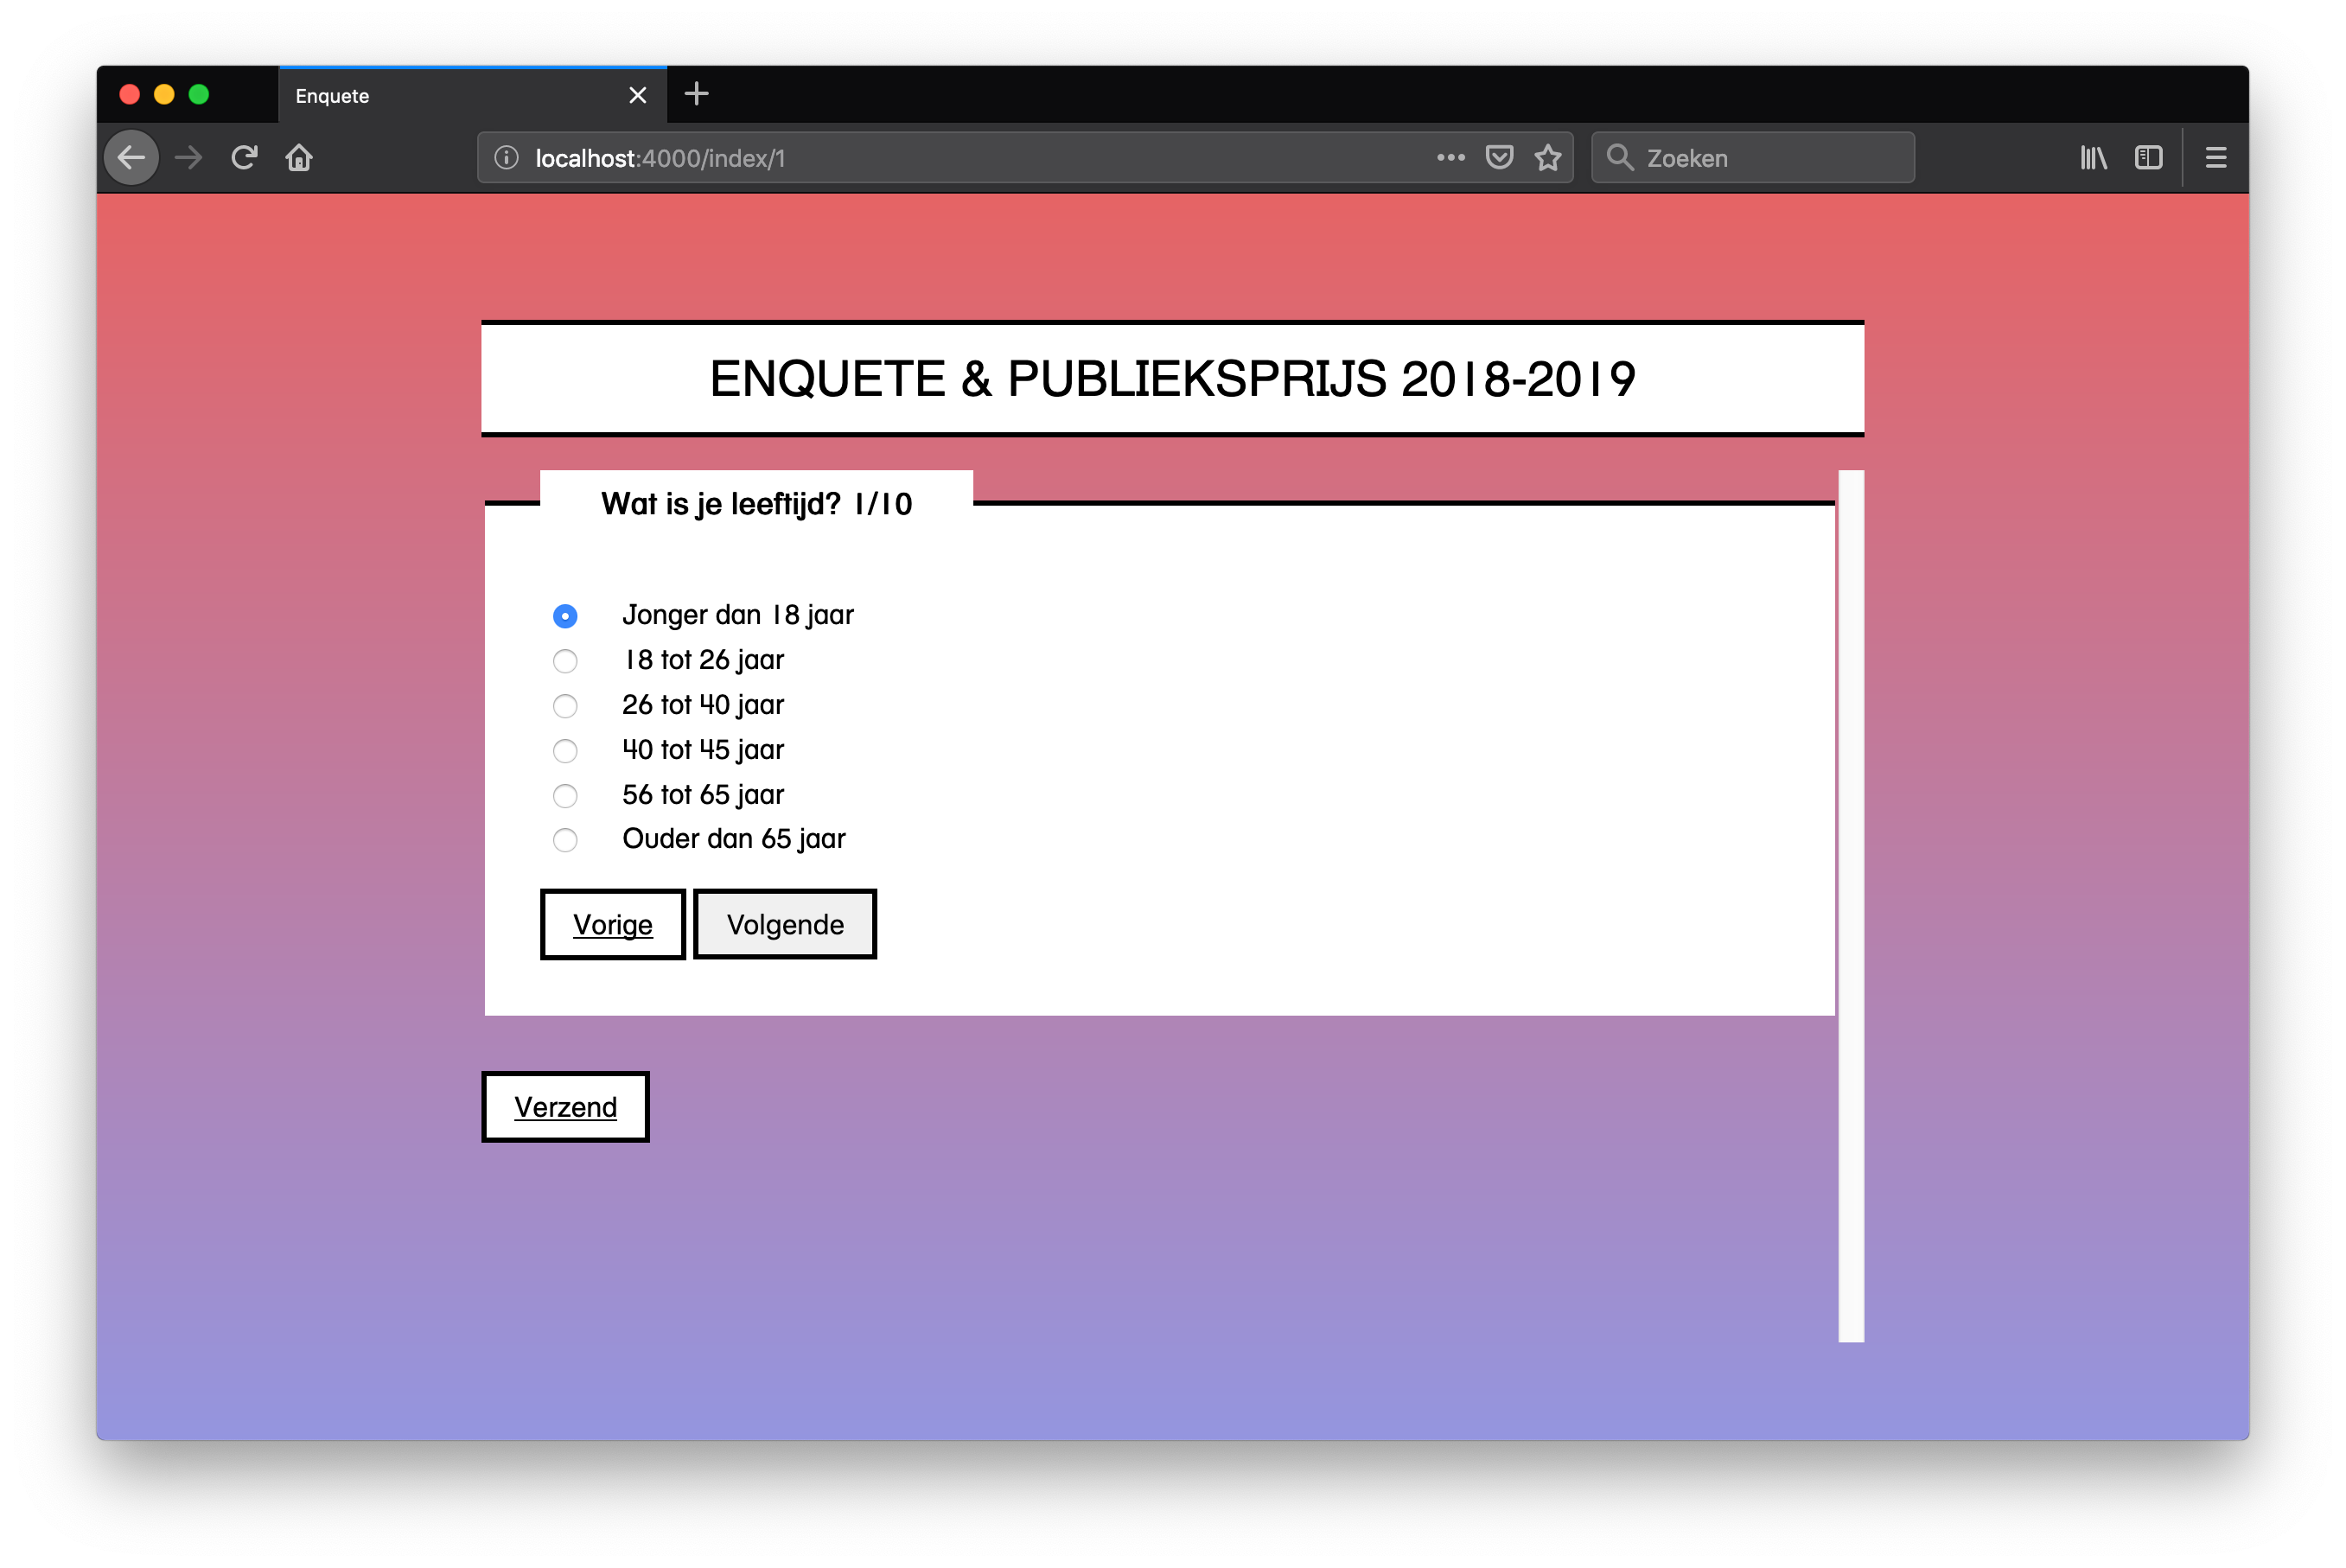 Enquete
localhost:4000/index/1
Zoeken
ENQUETE & PUBLIEKSPRIJS 2018-2019
Wat is je leeftijd? 1/10
Jonger dan 18 jaar
18 tot 26 jaar
26 tot 40 jaar
40 tot 45 jaar
56 tot 65 jaar
Ouder dan 65 jaar
Vorige
Volgende
Verzend